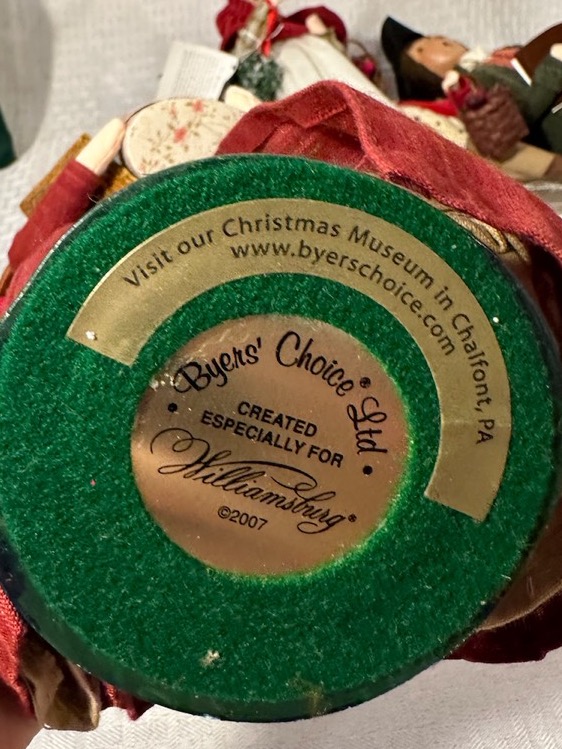 Visit our Christmas Museum in Chalfont, PA
www.byerschoice.com
Byers' Choice® Ltd
• CREATED •
ESPECIALLY FOR
Williamsburg®
©2007